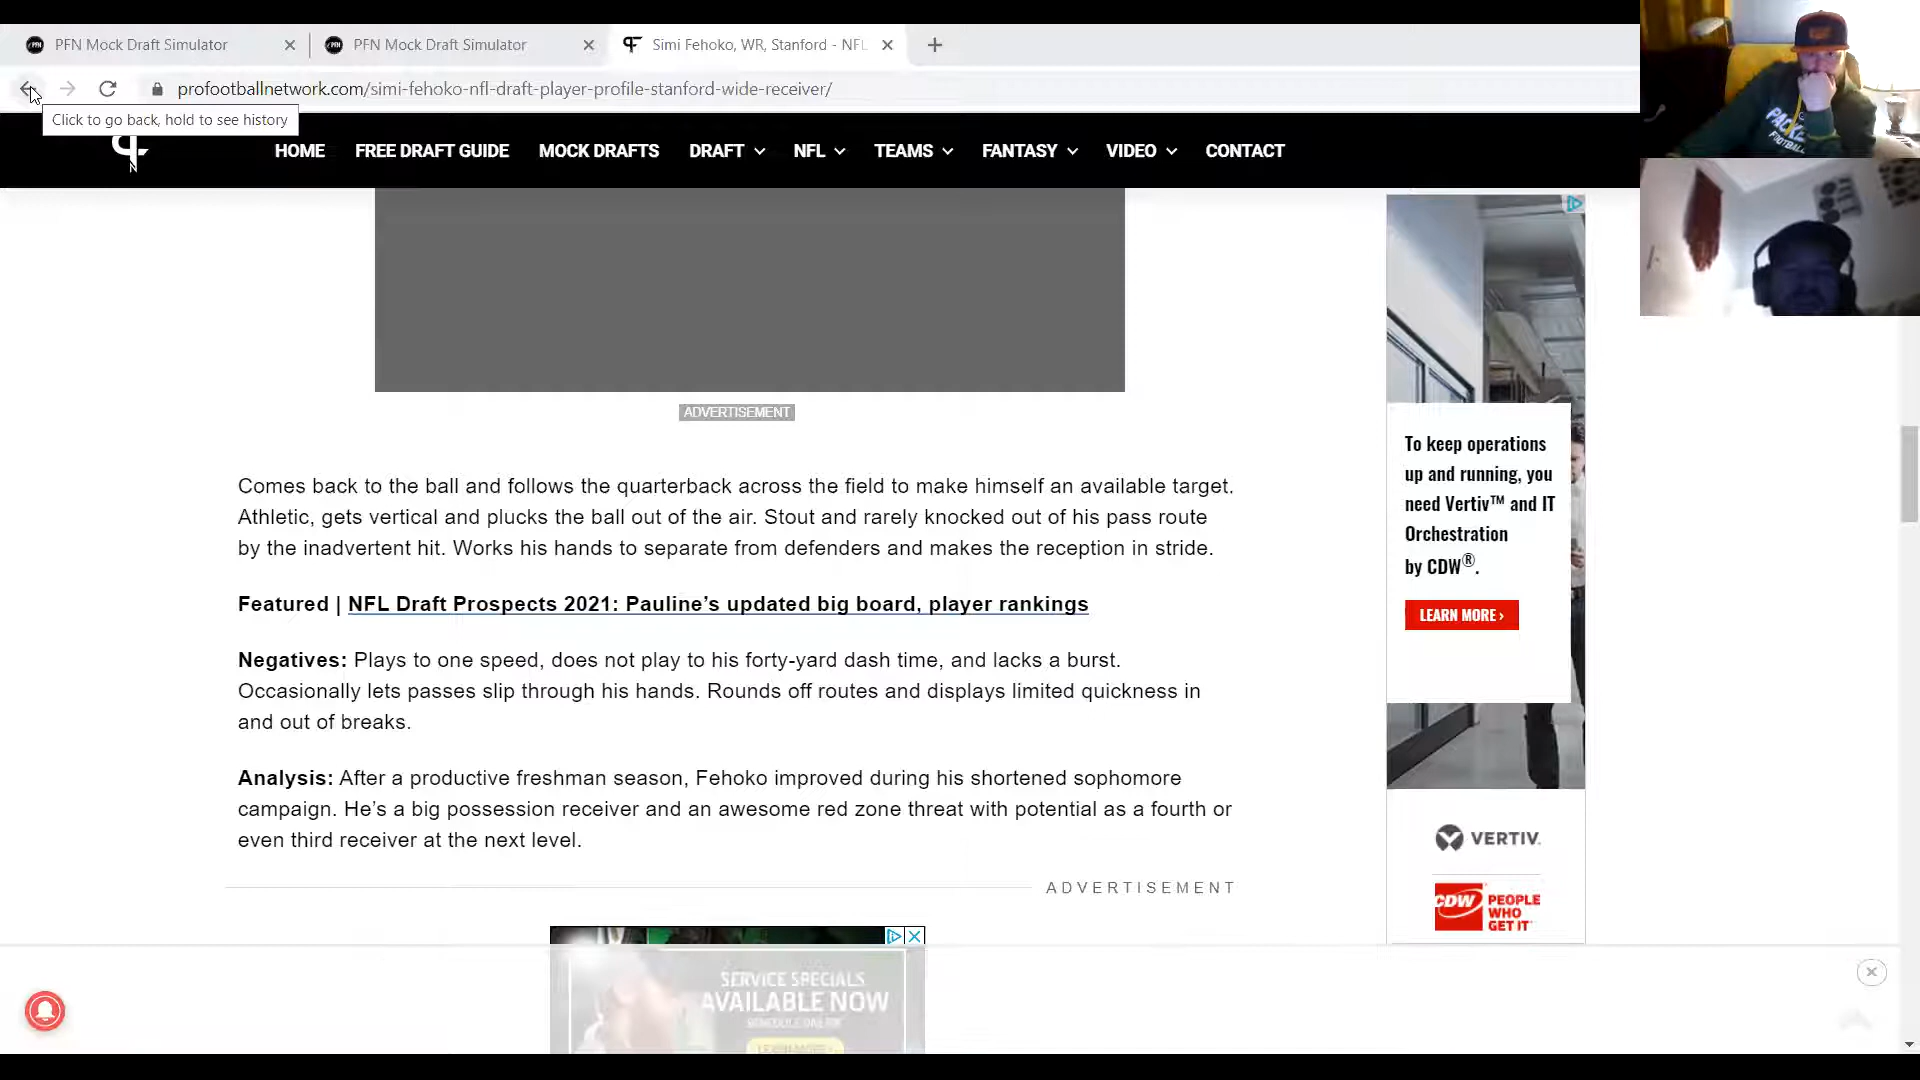 PFN Mock Draft Simulator
PFN Mock Draft Simulator
Simi Fehoko, WR, Stanford - NFL
profootballnetwork.com/simi-fehoko-nfl-draft-player-profile-stanford-wide-receiver/
Click to go back, hold to see history
HOME FREE DRAFT GUIDE MOCK DRAFTS DRAFT NFL TEAMS FANTASY VIDEO CONTACT
ADVERTISEMENT
Comes back to the ball and follows the quarterback across the field to make himself an available target.
Athletic, gets vertical and plucks the ball out of the air. Stout and rarely knocked out of his pass route
by the inadvertent hit. Works his hands to separate from defenders and makes the reception in stride.
Featured | NFL Draft Prospects 2021: Pauline’s updated big board, player rankings
Negatives: Plays to one speed, does not play to his forty-yard dash time, and lacks a burst.
Occasionally lets passes slip through his hands. Rounds off routes and displays limited quickness in
and out of breaks.
Analysis: After a productive freshman season, Fehoko improved during his shortened sophomore
campaign. He’s a big possession receiver and an awesome red zone threat with potential as a fourth or
even third receiver at the next level.
ADVERTISEMENT
SERVICE SPECIALS
AVAILABLE NOW
SCHEDULE ONLINE
LEARN MORE
To keep operations
up and running, you
need Vertiv™ and IT
Orchestration
by CDW®.
LEARN MORE ›
VERTIV.
CDW PEOPLE
WHO
GET IT
FOOTBALL